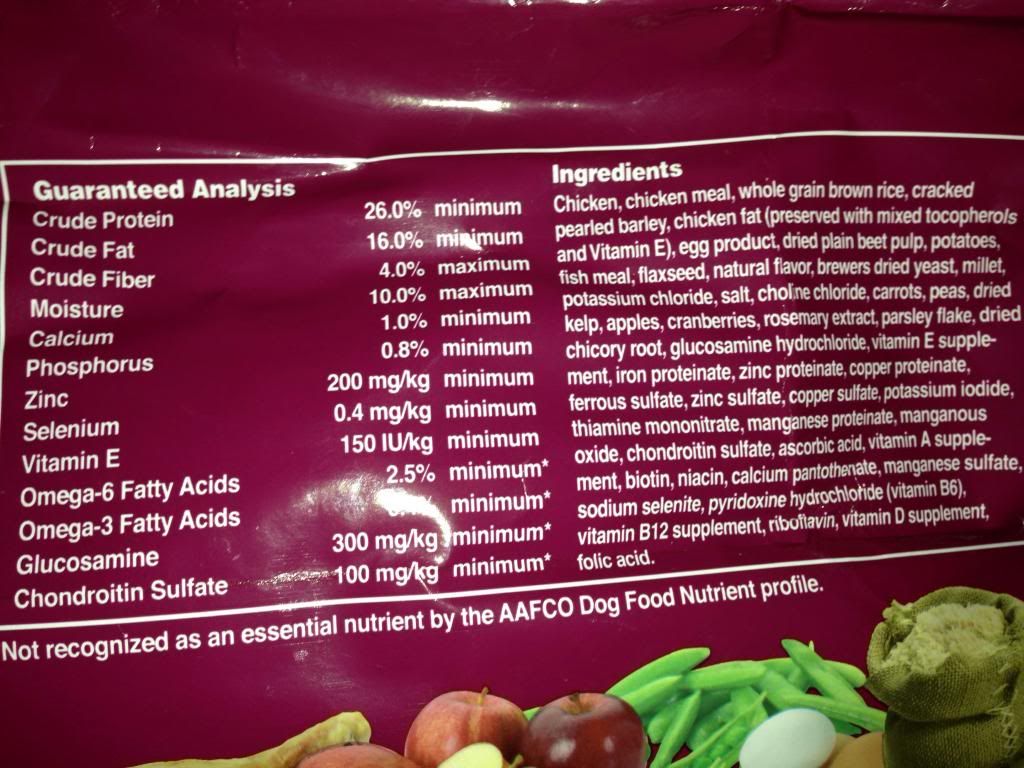 Guaranteed Analysis
Crude Protein 26.0% minimum
Crude Fat 16.0% minimum
Crude Fiber 4.0% maximum
Moisture 10.0% maximum
Calcium 1.0% minimum
Phosphorus 0.8% minimum
Zinc 200 mg/kg minimum
Selenium 0.4 mg/kg minimum
Vitamin E 150 IU/kg minimum
Omega-6 Fatty Acids 2.5% minimum*
Omega-3 Fatty Acids minimum*
Glucosamine 300 mg/kg minimum*
Chondroitin Sulfate 100 mg/kg minimum*
Ingredients
Chicken, chicken meal, whole grain brown rice, cracked
pearled barley, chicken fat (preserved with mixed tocopherols
and Vitamin E), egg product, dried plain beet pulp, potatoes,
fish meal, flaxseed, natural flavor, brewers dried yeast, millet,
potassium chloride, salt, choline chloride, carrots, peas, dried
kelp, apples, cranberries, rosemary extract, parsley flake, dried
chicory root, glucosamine hydrochloride, vitamin E supple-
ment, iron proteinate, zinc proteinate, copper proteinate,
ferrous sulfate, zinc sulfate, copper sulfate, potassium iodide,
thiamine mononitrate, manganese proteinate, manganous
oxide, chondroitin sulfate, ascorbic acid, vitamin A supple-
ment, biotin, niacin, calcium pantothenate, manganese sulfate,
sodium selenite, pyridoxine hydrochloride (vitamin B6),
vitamin B12 supplement, riboflavin, vitamin D supplement,
folic acid.
Not recognized as an essential nutrient by the AAFCO Dog Food Nutrient profile.